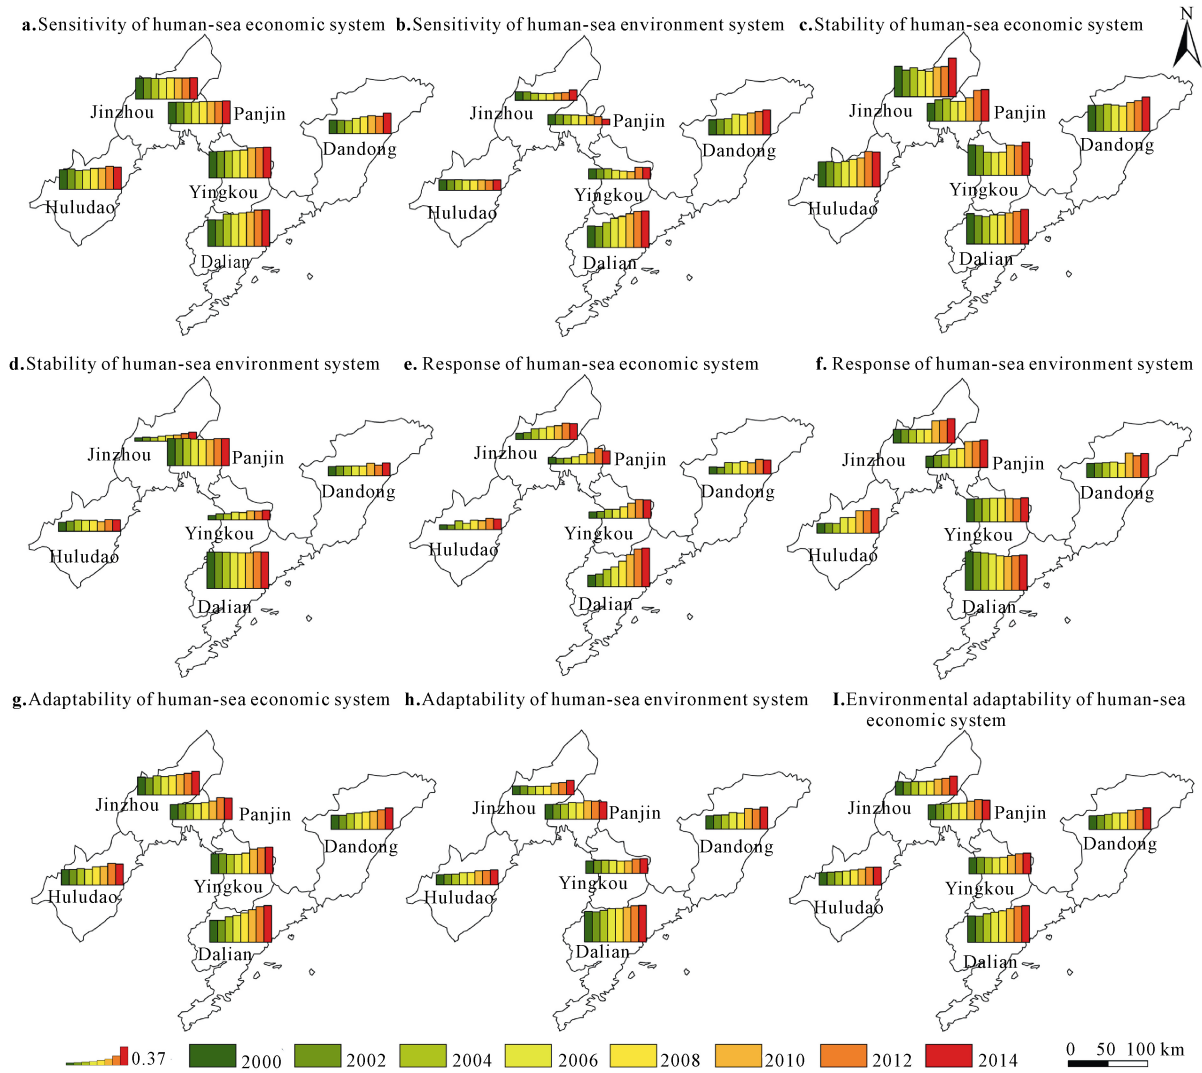 a.Sensitivity of human-sea economic system
b.Sensitivity of human-sea environment system
c.Stability of human-sea economic system
N
Jinzhou
Panjin
Dandong
Huludao
Yingkou
Dalian
Jinzhou
Panjin
Dandong
Huludao
Yingkou
Dalian
Jinzhou
Panjin
Dandong
Huludao
Yingkou
Dalian
d.Stability of human-sea environment system
e. Response of human-sea economic system
f. Response of human-sea environment system
Jinzhou
Panjin
Dandong
Huludao
Yingkou
Dalian
Jinzhou
Panjin
Dandong
Huludao
Yingkou
Dalian
Jinzhou
Panjin
Dandong
Huludao
Yingkou
Dalian
g.Adaptability of human-sea economic system
h.Adaptability of human-sea environment system
I.Environmental adaptability of human-sea
economic system
Jinzhou
Panjin
Dandong
Huludao
Yingkou
Dalian
Jinzhou
Panjin
Dandong
Huludao
Yingkou
Dalian
Jinzhou
Panjin
Dandong
Huludao
Yingkou
Dalian
0.37
2000
2002
2004
2006
2008
2010
2012
2014
0 50 100 km